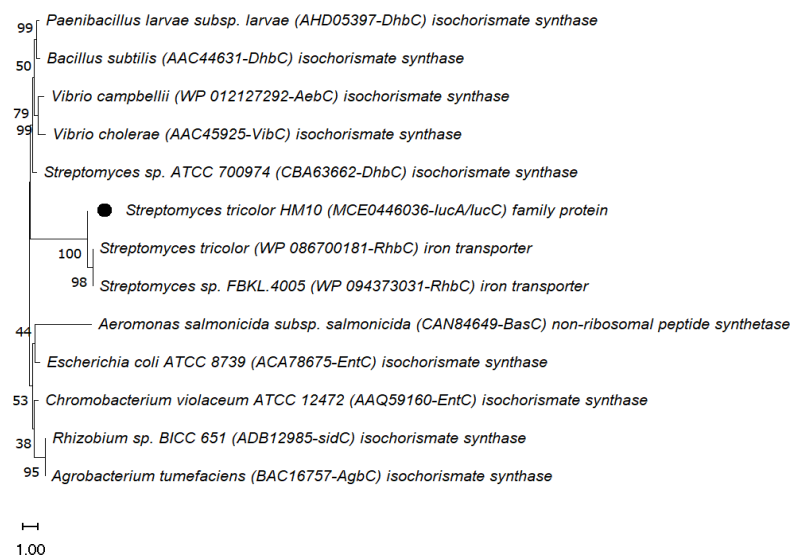 99
Paenibacillus larvae subsp. larvae (AHD05397-DhbC) isochorismate synthase
50
Bacillus subtilis (AAC44631-DhbC) isochorismate synthase
Vibrio campbellii (WP 012127292-AebC) isochorismate synthase
79
99
Vibrio cholerae (AAC45925-VibC) isochorismate synthase
Streptomyces sp. ATCC 700974 (CBA63662-DhbC) isochorismate synthase
Streptomyces tricolor HM10 (MCE0446036-IucA/IucC) family protein
100
Streptomyces tricolor (WP 086700181-RhbC) iron transporter
98
Streptomyces sp. FBKL.4005 (WP 094373031-RhbC) iron transporter
44
Aeromonas salmonicida subsp. salmonicida (CAN84649-BasC) non-ribosomal peptide synthetase
Escherichia coli ATCC 8739 (ACA78675-EntC) isochorismate synthase
53
Chromobacterium violaceum ATCC 12472 (AAQ59160-EntC) isochorismate synthase
38
Rhizobium sp. BICC 651 (ADB12985-sidC) isochorismate synthase
95
Agrobacterium tumefaciens (BAC16757-AgbC) isochorismate synthase
1.00